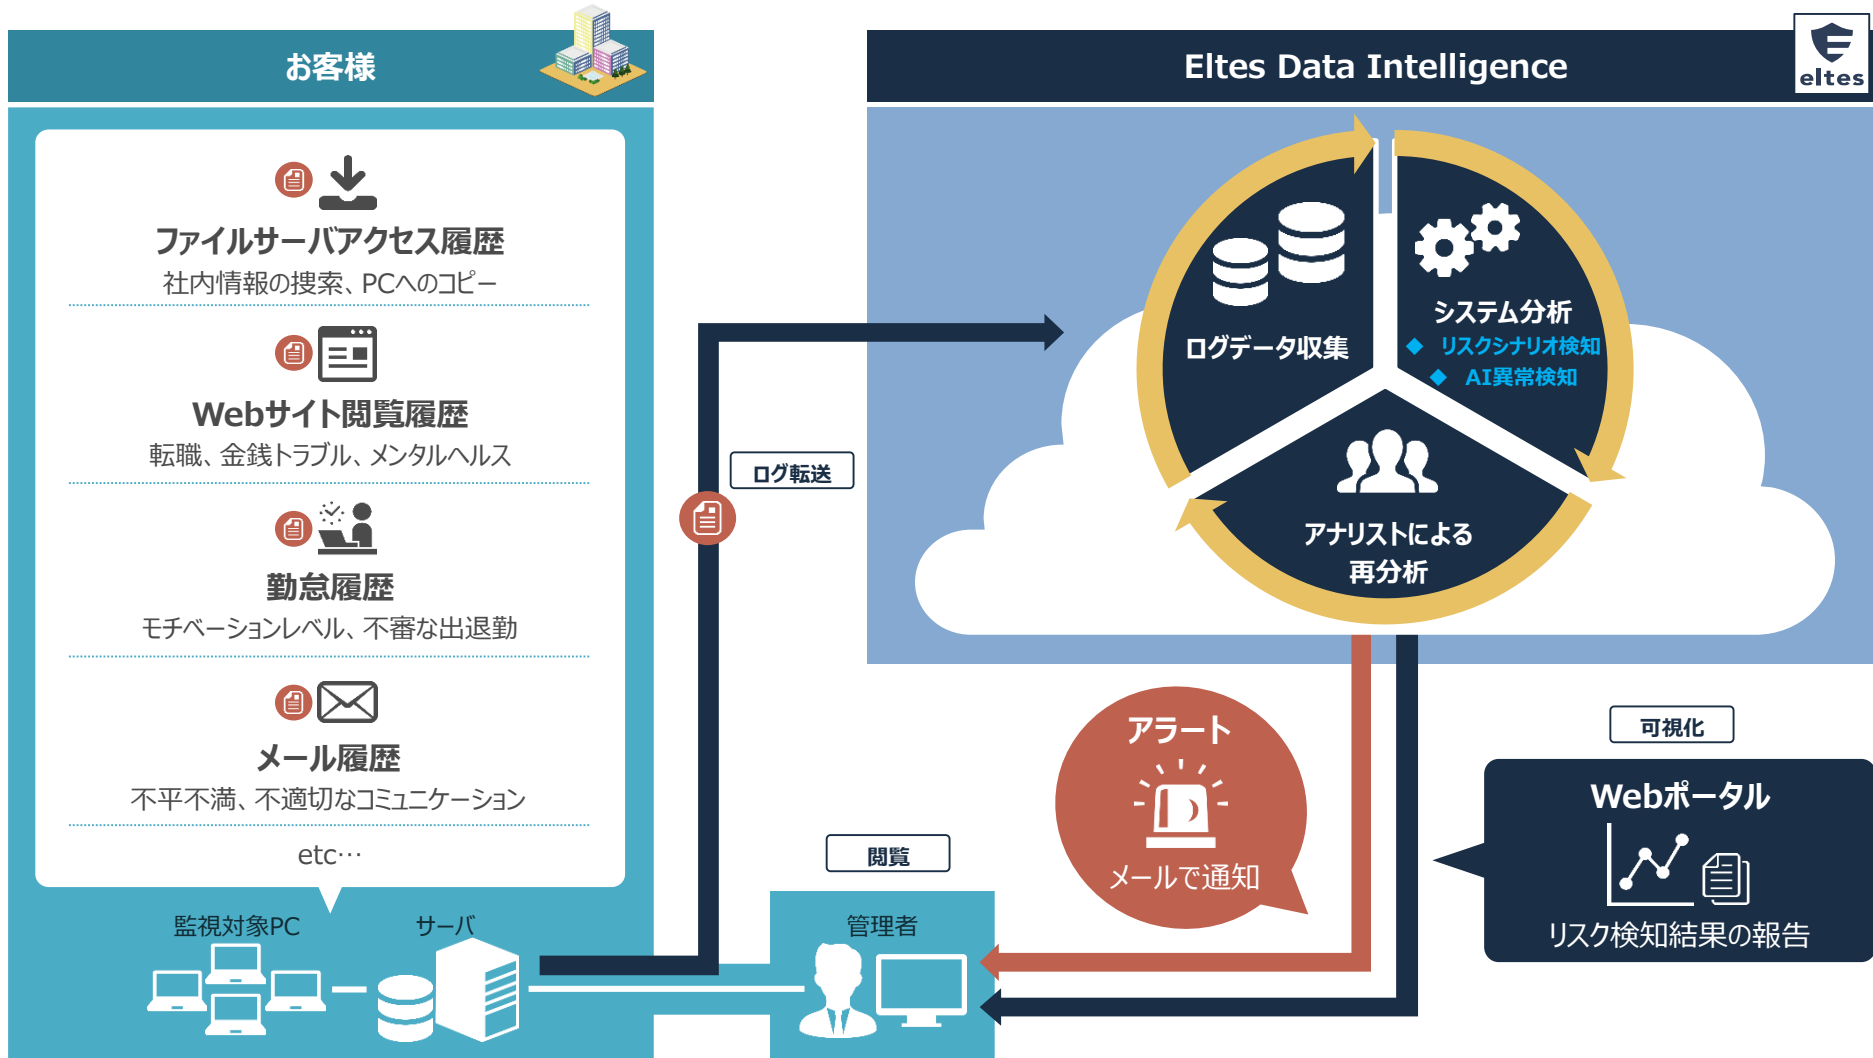 お客様
ファイルサーバアクセス履歴
社内情報の捜索、PCへのコピー
Webサイト閲覧履歴
転職、金銭トラブル、メンタルヘルス
勤怠履歴
モチベーションレベル、不審な出退勤
メール履歴
不平不満、不適切なコミュニケーション
etc…
監視対象PC
サーバ
ログ転送
閲覧
管理者
Eltes Data Intelligence
eltes
ログデータ収集
システム分析
◆ リスクシナリオ検知
◆ AI異常検知
アナリストによる
再分析
アラート
メールで通知
可視化
Webポータル
リスク検知結果の報告